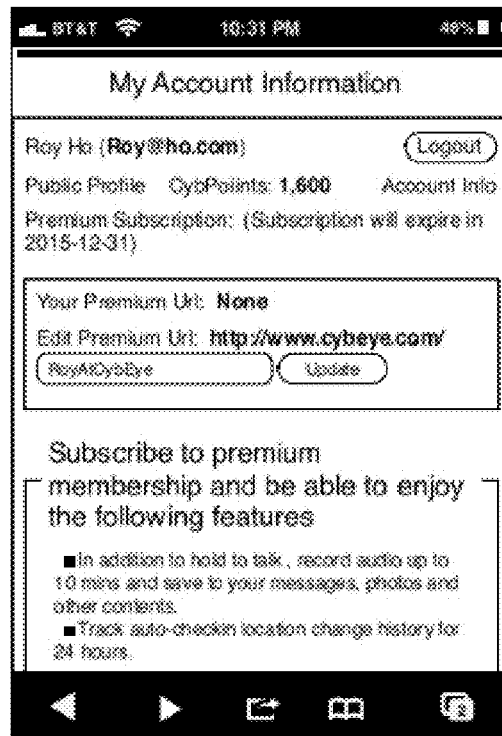 BT&T 10:31 PM 49%
My Account Information
Roy Ho (Roy@ho.com) Logout
Public Profile CybPoiints: 1,600 Account Info
Premium Subscription: (Subscription will expire in
2015-12-31)
Your Premium Url: None
Edit Premium Url: http://www.cybeye.com/
RoyAtCybEye Update
Subscribe to premium
membership and be able to enjoy
the following features
■In addition to hold to talk , record audio up to
10 mins and save to your messages, photos and
other contents.
■Track auto-checkin location change history for
24 hours.